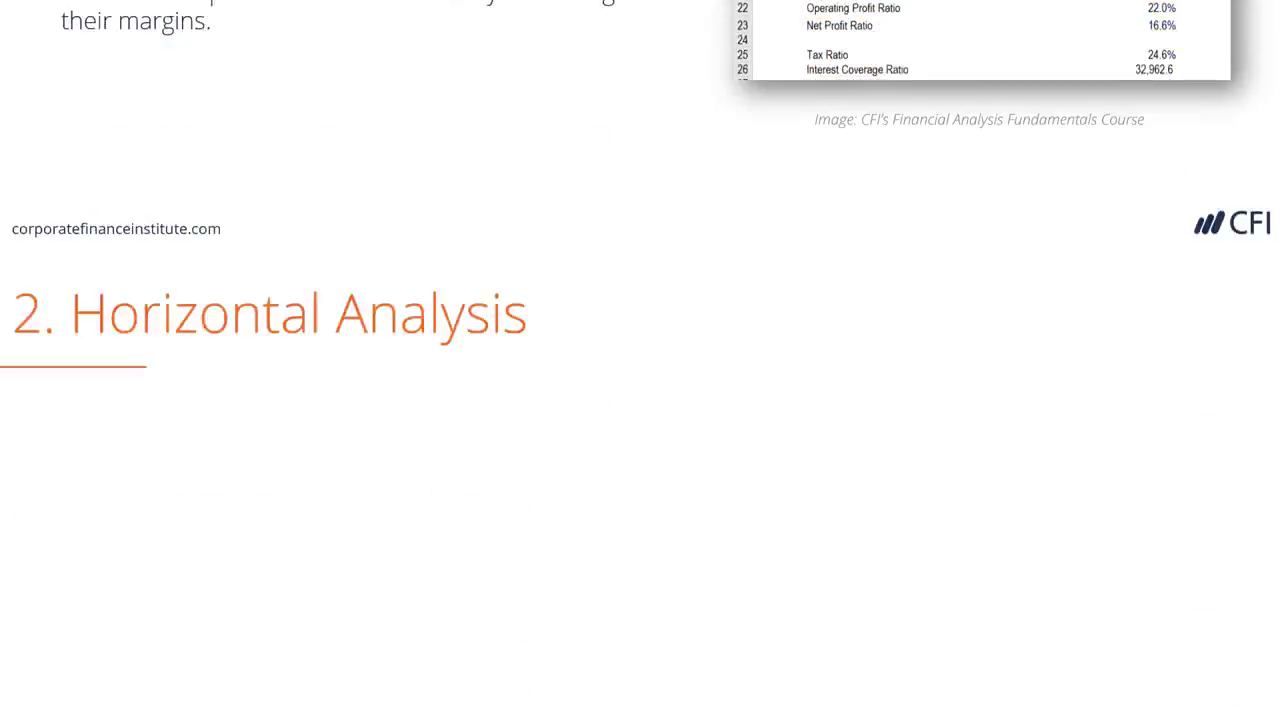 their margins.
22 Operating Profit Ratio 22.0%
23 Net Profit Ratio 16.6%
24
25 Tax Ratio 24.6%
26 Interest Coverage Ratio 32,962.6
Image: CFI's Financial Analysis Fundamentals Course
corporatefinanceinstitute.com
CFI
2. Horizontal Analysis